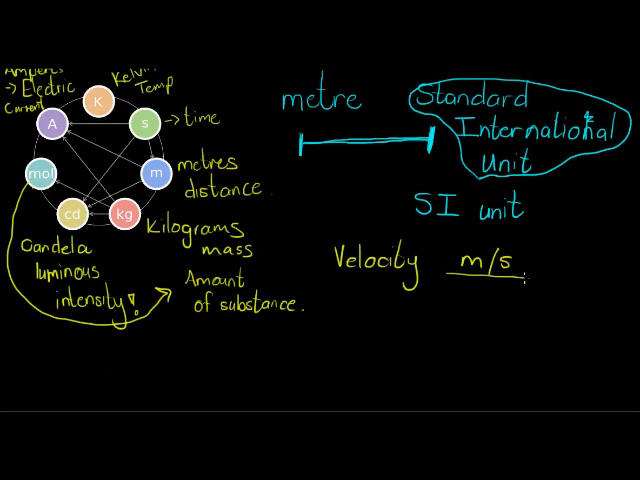 Amperes
-> Electric
Current
Kelvin
Temp
K
A
s
-> time
mol
m
metres
distance
cd
kg
Kilograms
mass
Candela
luminous
intensity!
Amount
of substance.
metre
Standard
International
Unit
SI unit
Velocity m/s